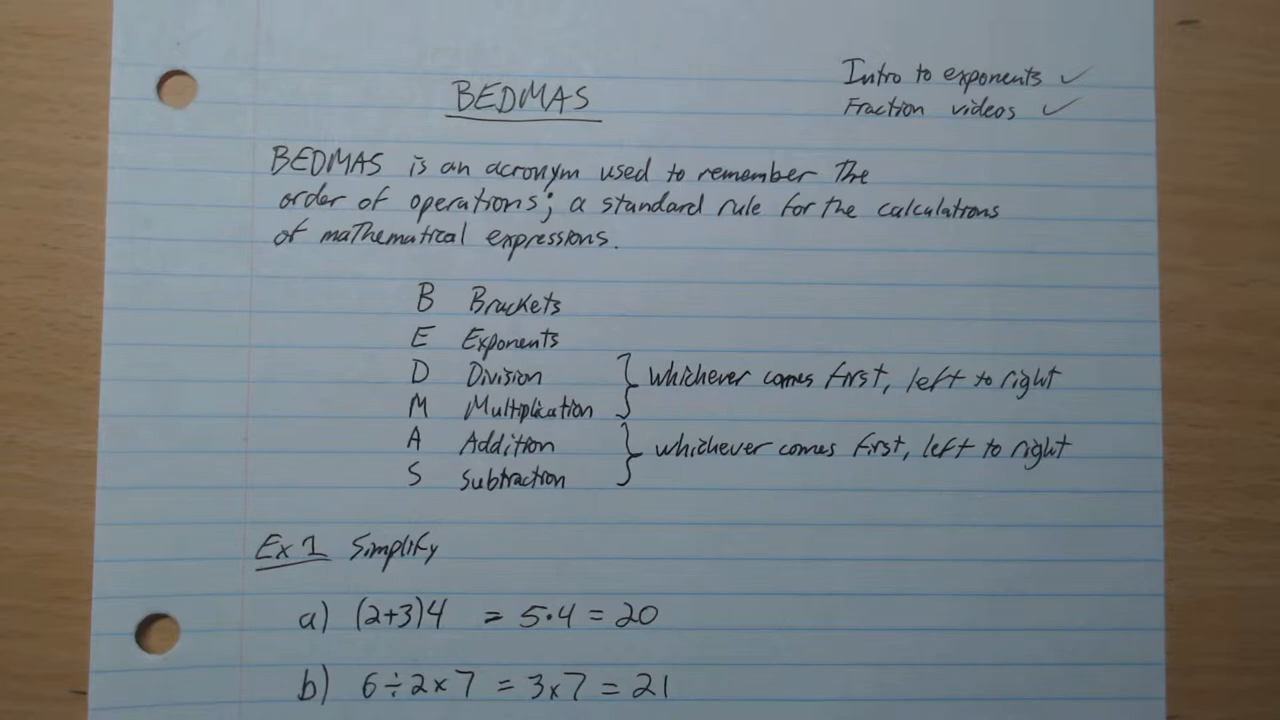 BEDMAS
Intro to exponents ✓
Fraction videos ✓
BEDMAS is an acronym used to remember the
order of operations; a standard rule for the calculations
of mathematical expressions.
B Brackets
E Exponents
D Division } whichever comes first, left to right
M Multiplication
A Addition } whichever comes first, left to right
S Subtraction
Ex 1 Simplify
a) (2+3)4 = 5·4 = 20
b) 6÷2×7 = 3×7 = 21